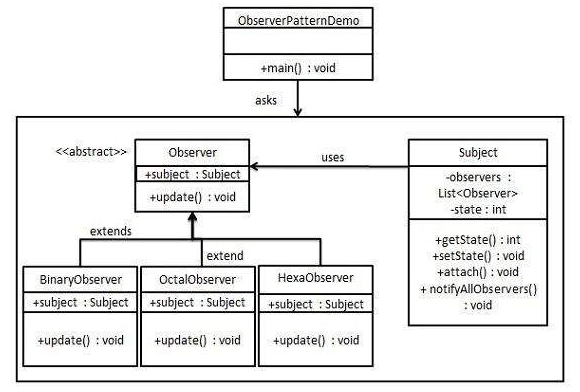 ObserverPatternDemo
+main() : void
asks
<<abstract>>
Observer
+subject : Subject
+update() : void
uses
Subject
-observers :
List<Observer>
-state : int
+getState() : int
+setState() : void
+attach() : void
+ notifyAllObservers()
: void
extends
extend
BinaryObserver
+subject : Subject
+update() : void
OctalObserver
+subject : Subject
+update() : void
HexaObserver
+subject : Subject
+update() : void